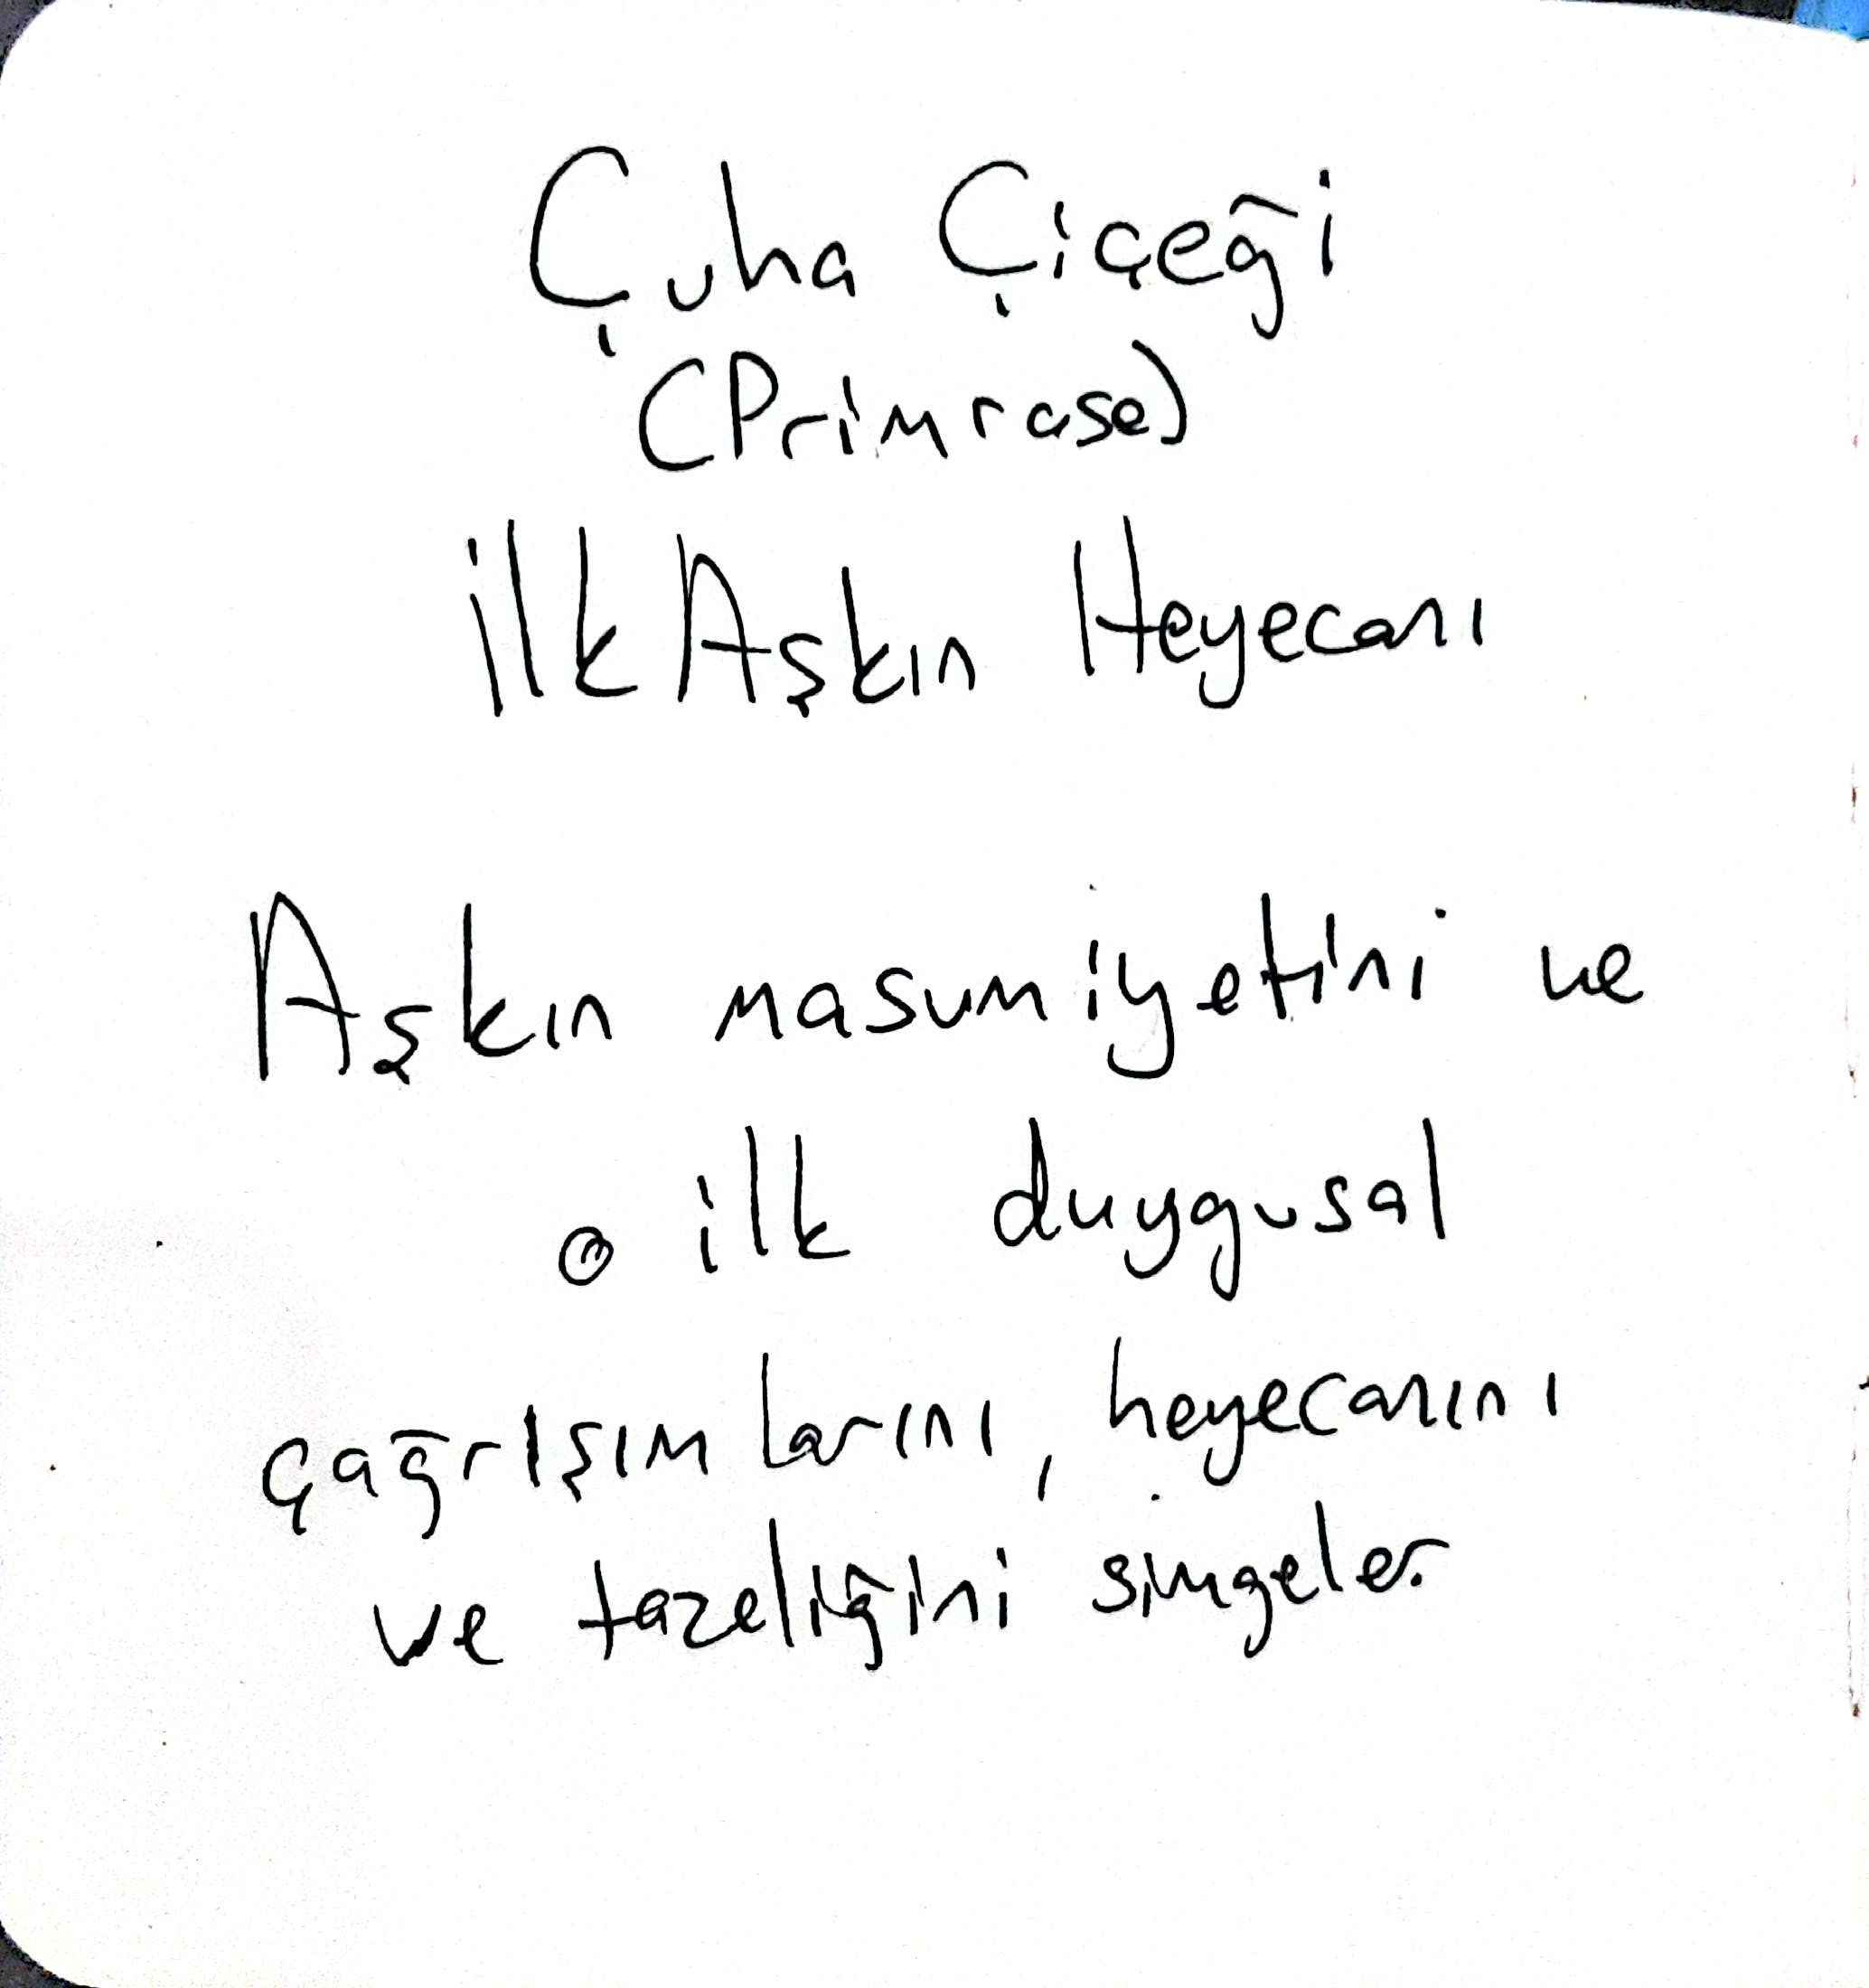 Çuha Çiçeği
(Primrose)
ilk Aşkın Heyecanı
Aşkın masumiyetini ve
o ilk duygusal
çağrışımlarını, heyecanını
ve tazeliğini simgeler.